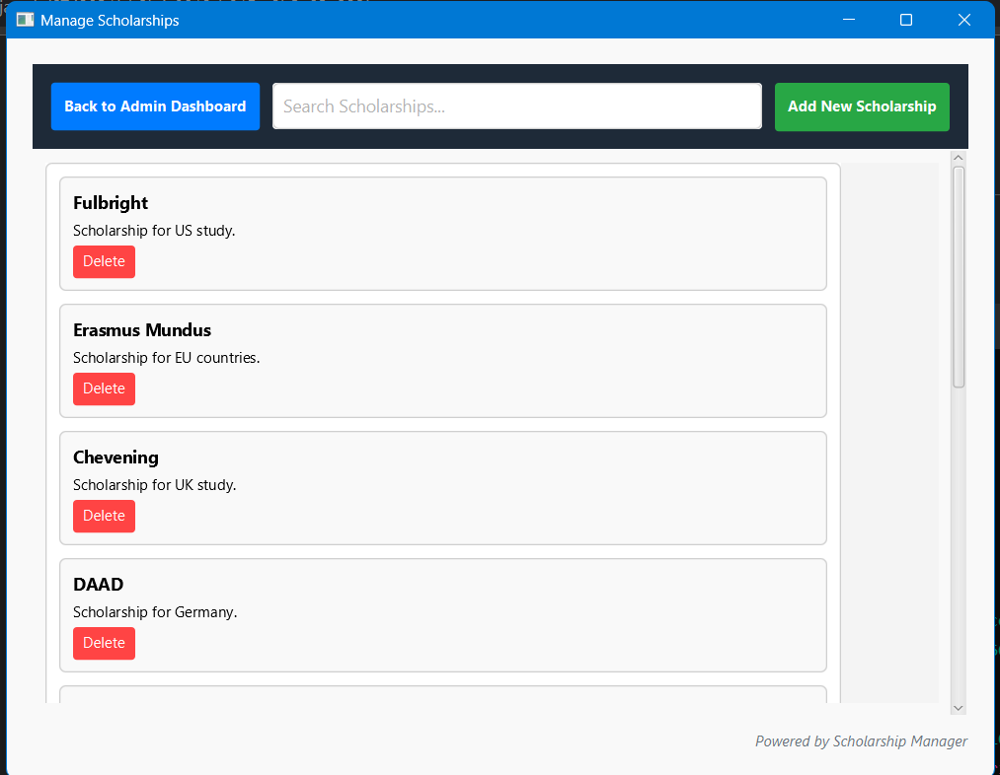 Manage Scholarships
Back to Admin Dashboard
Search Scholarships...
Add New Scholarship
Fulbright
Scholarship for US study.
Delete
Erasmus Mundus
Scholarship for EU countries.
Delete
Chevening
Scholarship for UK study.
Delete
DAAD
Scholarship for Germany.
Delete
Powered by Scholarship Manager